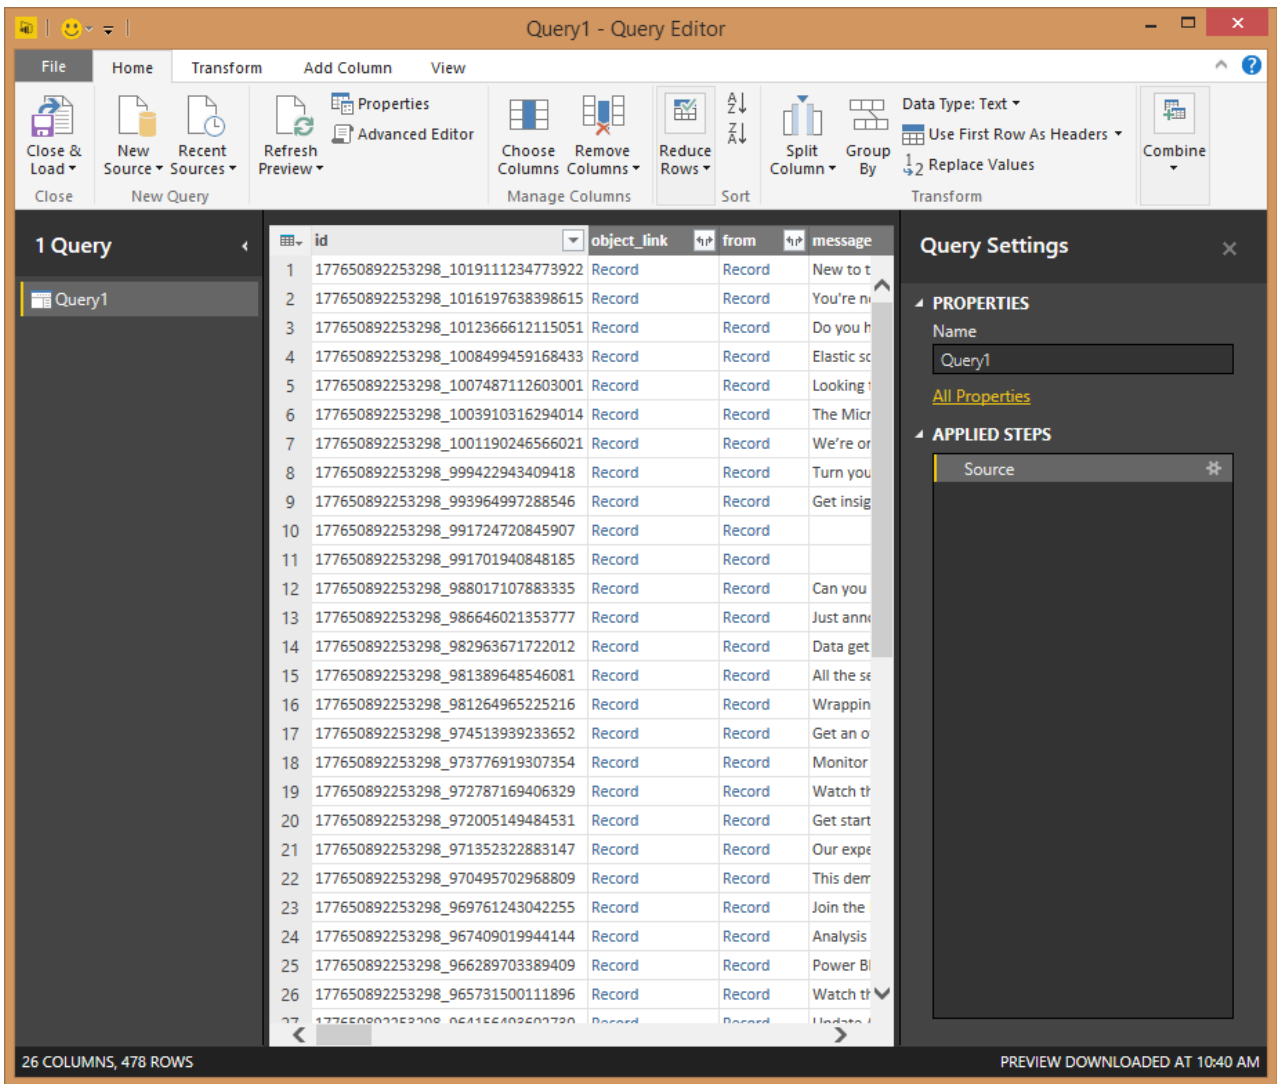 Query1 - Query Editor
File Home Transform Add Column View
Close & Load
New Source
Recent Sources
Refresh Preview
Properties
Advanced Editor
Choose Columns
Remove Columns
Reduce Rows
Split Column
Group By
Data Type: Text
Use First Row As Headers
Replace Values
Combine
Close New Query Manage Columns Sort Transform
1 Query
Query1
id object_link from message
1 177650892253298_1019111234773922 Record Record New to t
2 177650892253298_1016197638398615 Record Record You're n
3 177650892253298_1012366612115051 Record Record Do you h
4 177650892253298_1008499459168433 Record Record Elastic sc
5 177650892253298_1007487112603001 Record Record Looking
6 177650892253298_1003910316294014 Record Record The Micr
7 177650892253298_1001190246566021 Record Record We're or
8 177650892253298_999422943409418 Record Record Turn you
9 177650892253298_993964997288546 Record Record Get insig
10 177650892253298_991724720845907 Record Record
11 177650892253298_991701940848185 Record Record
12 177650892253298_988017107883335 Record Record Can you
13 177650892253298_986646021353777 Record Record Just ann
14 177650892253298_982963671722012 Record Record Data get
15 177650892253298_981389648546081 Record Record All the se
16 177650892253298_981264965225216 Record Record Wrappin
17 177650892253298_974513939233652 Record Record Get an o
18 177650892253298_973776919307354 Record Record Monitor
19 177650892253298_972787169406329 Record Record Watch th
20 177650892253298_972005149484531 Record Record Get start
21 177650892253298_971352322883147 Record Record Our expe
22 177650892253298_970495702968809 Record Record This dem
23 177650892253298_969761243042255 Record Record Join the
24 177650892253298_967409019944144 Record Record Analysis
25 177650892253298_966289703389409 Record Record Power BI
26 177650892253298_965731500111896 Record Record Watch th
27 177650892253298_964156493602730 Record Record Update
Query Settings
PROPERTIES
Name
Query1
All Properties
APPLIED STEPS
Source
26 COLUMNS, 478 ROWS
PREVIEW DOWNLOADED AT 10:40 AM